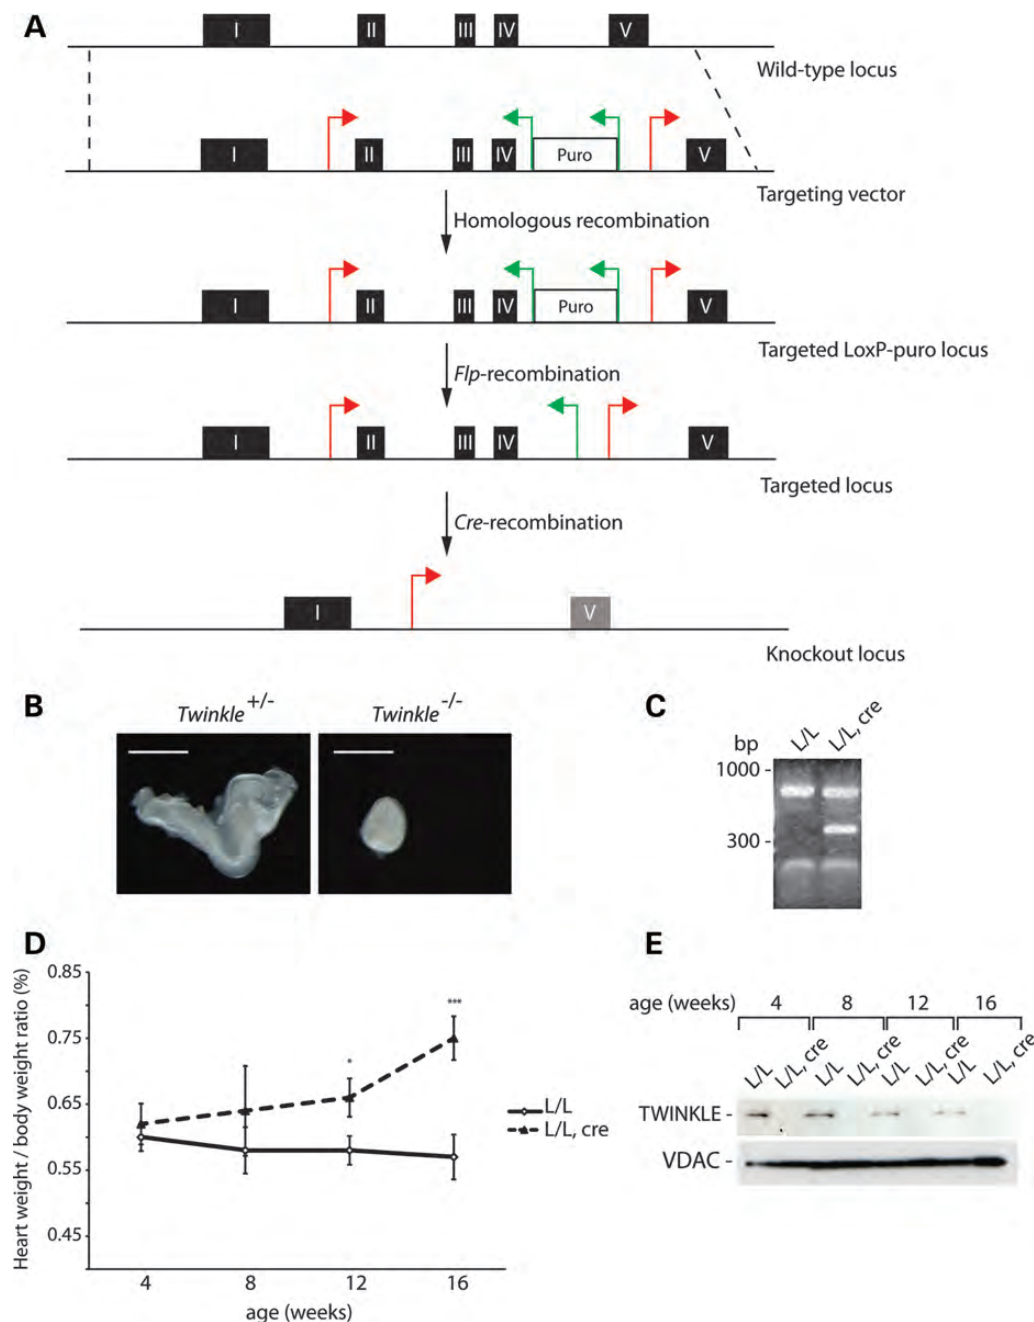 A
I II III IV V
Wild-type locus
I II III IV Puro V
Targeting vector
Homologous recombination
I II III IV Puro V
Targeted LoxP-puro locus
Flp-recombination
I II III IV V
Targeted locus
Cre-recombination
I V
Knockout locus
B
Twinkle+/- Twinkle-/-
C
L/L L/L, cre
bp
1000 -
300 -
D
Heart weight / body weight ratio (%)
0.85
0.75
0.65
0.55
0.45
* ***
L/L
L/L, cre
4 8 12 16
age (weeks)
E
age (weeks) 4 8 12 16
L/L L/L, cre L/L L/L, cre L/L L/L, cre L/L L/L, cre
TWINKLE -
VDAC -